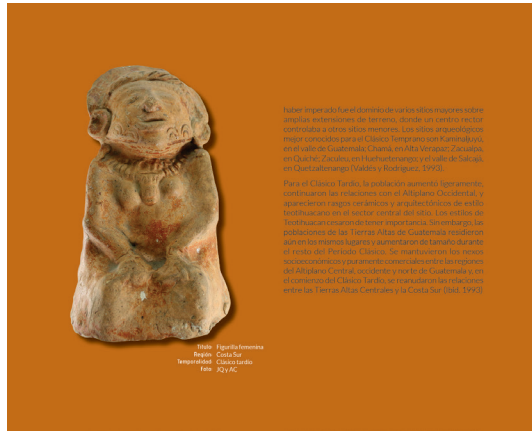 haber imperado fue el dominio de varios sitios mayores sobre
amplias extensiones de terreno, donde un centro rector
controlaba a otros sitios menores. Los sitios arqueológicos
mejor conocidos para el Clásico Temprano son Kaminaljuyú,
en el valle de Guatemala; Chamá, en Alta Verapaz; Zacualpa,
en Quiché; Zaculeu, en Huehuetenango; y el valle de Salcajá,
en Quetzaltenango (Valdés y Rodríguez, 1993).
Para el Clásico Tardío, la población aumentó ligeramente,
continuaron las relaciones con el Altiplano Occidental, y
aparecieron rasgos cerámicos y arquitectónicos de estilo
teotihuacano en el sector central del sitio. Los estilos de
Teotihuacan cesaron de tener importancia. Sin embargo, las
poblaciones de las Tierras Altas de Guatemala residieron
aún en los mismos lugares y aumentaron de tamaño durante
el resto del Período Clásico. Se mantuvieron los nexos
socioeconómicos y puramente comerciales entre las regiones
del Altiplano Central, occidente y norte de Guatemala y, en
el comienzo del Clásico Tardío, se reanudaron las relaciones
entre las Tierras Altas Centrales y la Costa Sur (Ibid, 1993)
Título Figurilla femenina
Región Costa Sur
Temporalidad Clásico tardío
Foto JQ y AC